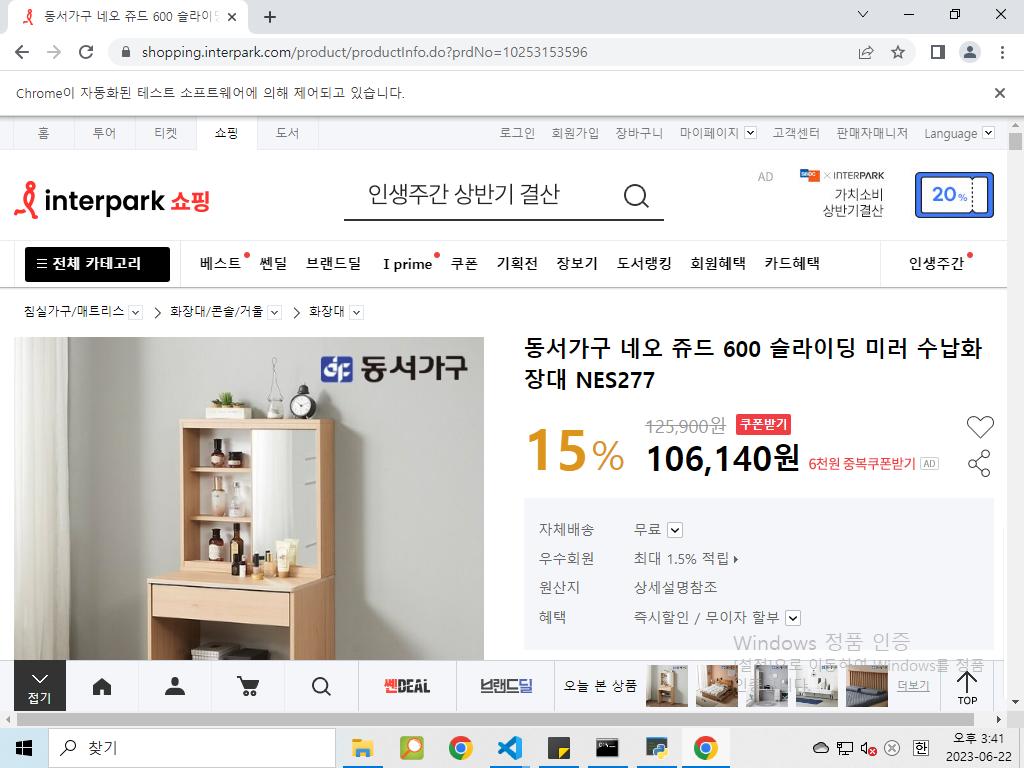 동서가구 네오 쥬드 600 슬라이딩
shopping.interpark.com/product/productInfo.do?prdNo=10253153596
Chrome이 자동화된 테스트 소프트웨어에 의해 제어되고 있습니다.
홈 투어 티켓 쇼핑 도서 로그인 회원가입 장바구니 마이페이지 고객센터 판매자매니저 Language
interpark 쇼핑
인생주간 상반기 결산
AD
× INTERPARK
가치소비
상반기결산
20%
전체 카테고리 베스트 쎈딜 브랜드딜 I prime 쿠폰 기획전 장보기 도서랭킹 회원혜택 카드혜택 인생주간
침실가구/매트리스 화장대/콘솔/거울 화장대
동서가구
동서가구 네오 쥬드 600 슬라이딩 미러 수납화
장대 NES277
15%
125,900원 쿠폰받기
106,140원 6천원 중복쿠폰받기 AD
자체배송 무료
우수회원 최대 1.5% 적립
원산지 상세설명참조
혜택 즉시할인 / 무이자 할부
Windows 정품 인증
[설정]으로 이동하여 Windows를 정품
접기
쎈DEAL
브랜드딜
오늘 본 상품
더보기
TOP
찾기
한
오후 3:41
2023-06-22